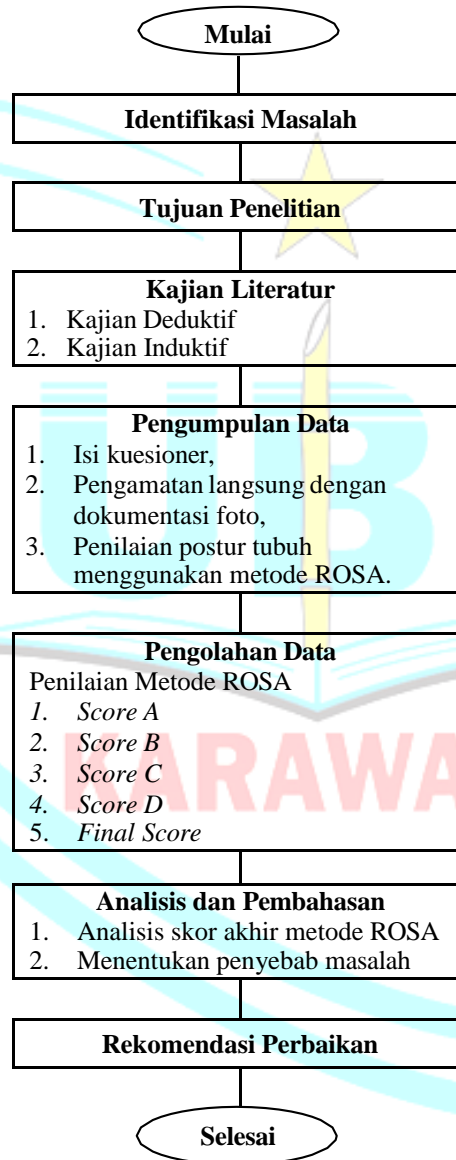 Mulai
Identifikasi Masalah
Tujuan Penelitian
Kajian Literatur
1. Kajian Deduktif
2. Kajian Induktif
Pengumpulan Data
1. Isi kuesioner,
2. Pengamatan langsung dengan
dokumentasi foto,
3. Penilaian postur tubuh
menggunakan metode ROSA.
UB
Pengolahan Data
Penilaian Metode ROSA
1. Score A
2. Score B
3. Score C
4. Score D
5. Final Score
KARAWA
Analisis dan Pembahasan
1. Analisis skor akhir metode ROSA
2. Menentukan penyebab masalah
Rekomendasi Perbaikan
Selesai